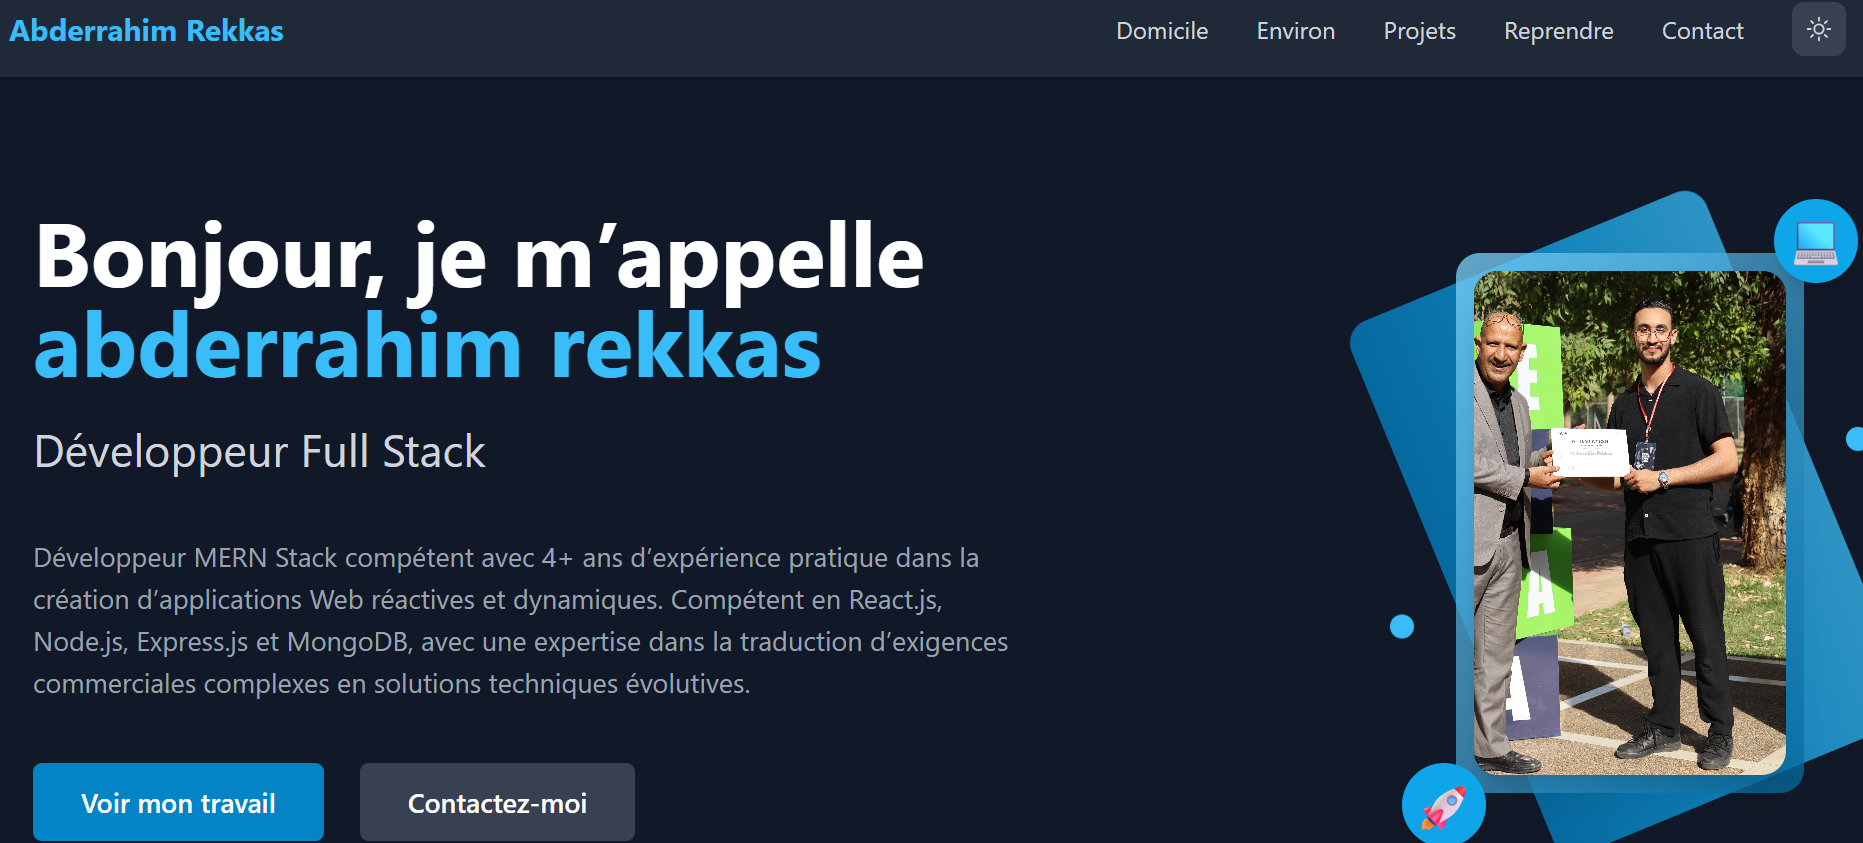 Abderrahim Rekkas
Domicile Environ Projets Reprendre Contact
Bonjour, je m’appelle
abderrahim rekkas
Développeur Full Stack
Développeur MERN Stack compétent avec 4+ ans d’expérience pratique dans la
création d’applications Web réactives et dynamiques. Compétent en React.js,
Node.js, Express.js et MongoDB, avec une expertise dans la traduction d’exigences
commerciales complexes en solutions techniques évolutives.
Voir mon travail Contactez-moi
E
A
A